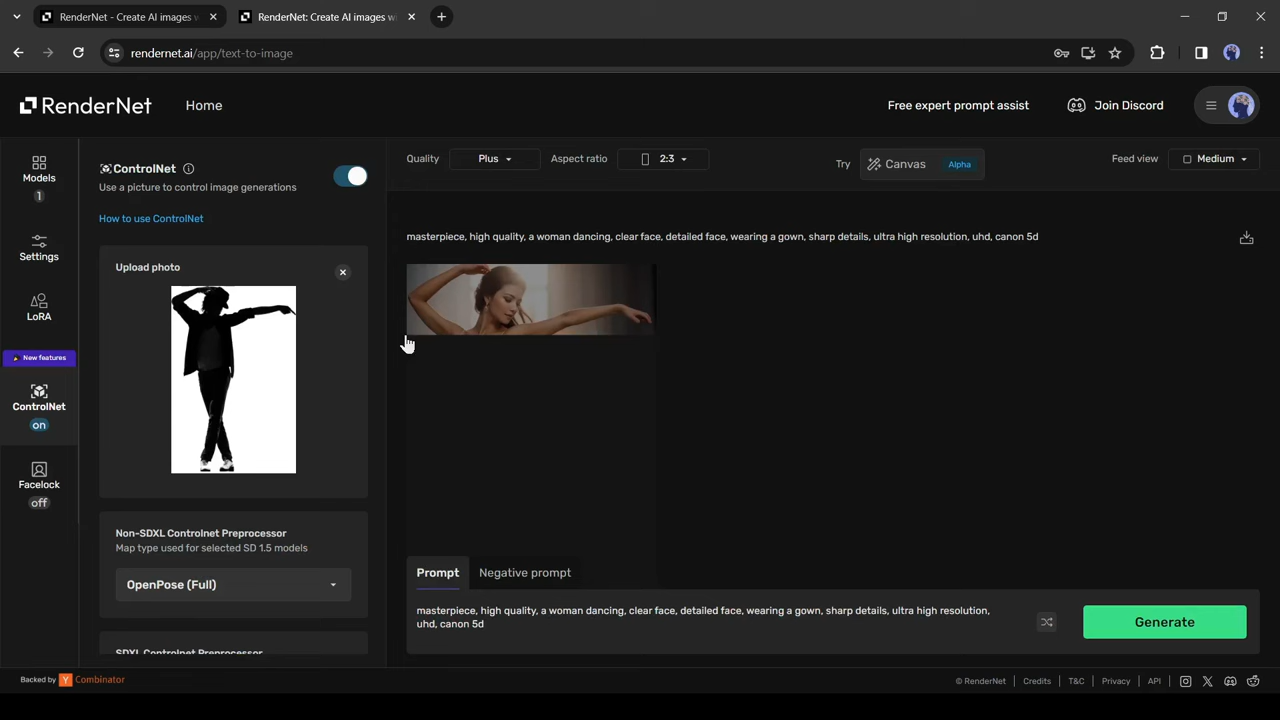 RenderNet - Create AI images w
RenderNet: Create AI images wi
rendernet.ai/app/text-to-image
RenderNet
Home
Free expert prompt assist
Join Discord
Models
1
Settings
LoRA
New features
ControlNet
on
Facelock
off
ControlNet
Use a picture to control image generations
How to use ControlNet
Upload photo
Non-SDXL Controlnet Preprocessor
Map type used for selected SD 1.5 models
OpenPose (Full)
SDXL Controlnet Preprocessor
Quality
Plus
Aspect ratio
2:3
Try
Canvas
Alpha
Feed view
Medium
masterpiece, high quality, a woman dancing, clear face, detailed face, wearing a gown, sharp details, ultra high resolution, uhd, canon 5d
Prompt
Negative prompt
masterpiece, high quality, a woman dancing, clear face, detailed face, wearing a gown, sharp details, ultra high resolution,
uhd, canon 5d
Generate
Backed by
Y
Combinator
© RenderNet
Credits
T&C
Privacy
API